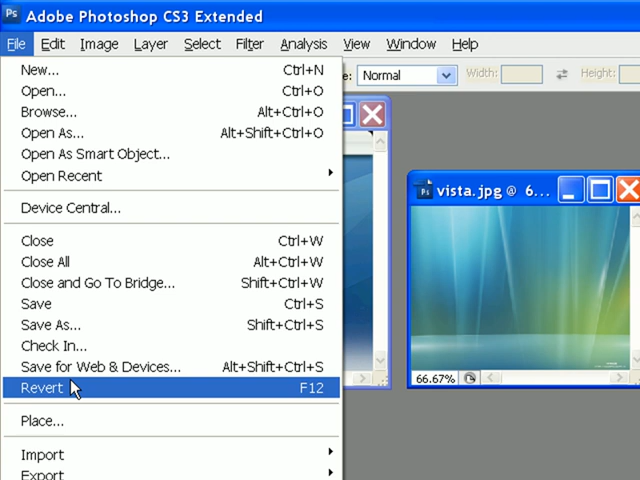 Ps Adobe Photoshop CS3 Extended
File Edit Image Layer Select Filter Analysis View Window Help
e: Normal Width: Height:
New... Ctrl+N
Open... Ctrl+O
Browse... Alt+Ctrl+O
Open As... Alt+Shift+Ctrl+O
Open As Smart Object...
Open Recent
Device Central...
Close Ctrl+W
Close All Alt+Ctrl+W
Close and Go To Bridge... Shift+Ctrl+W
Save Ctrl+S
Save As... Shift+Ctrl+S
Check In...
Save for Web & Devices... Alt+Shift+Ctrl+S
Revert F12
Place...
Import
Export
Ps vista.jpg @ 6...
66.67%